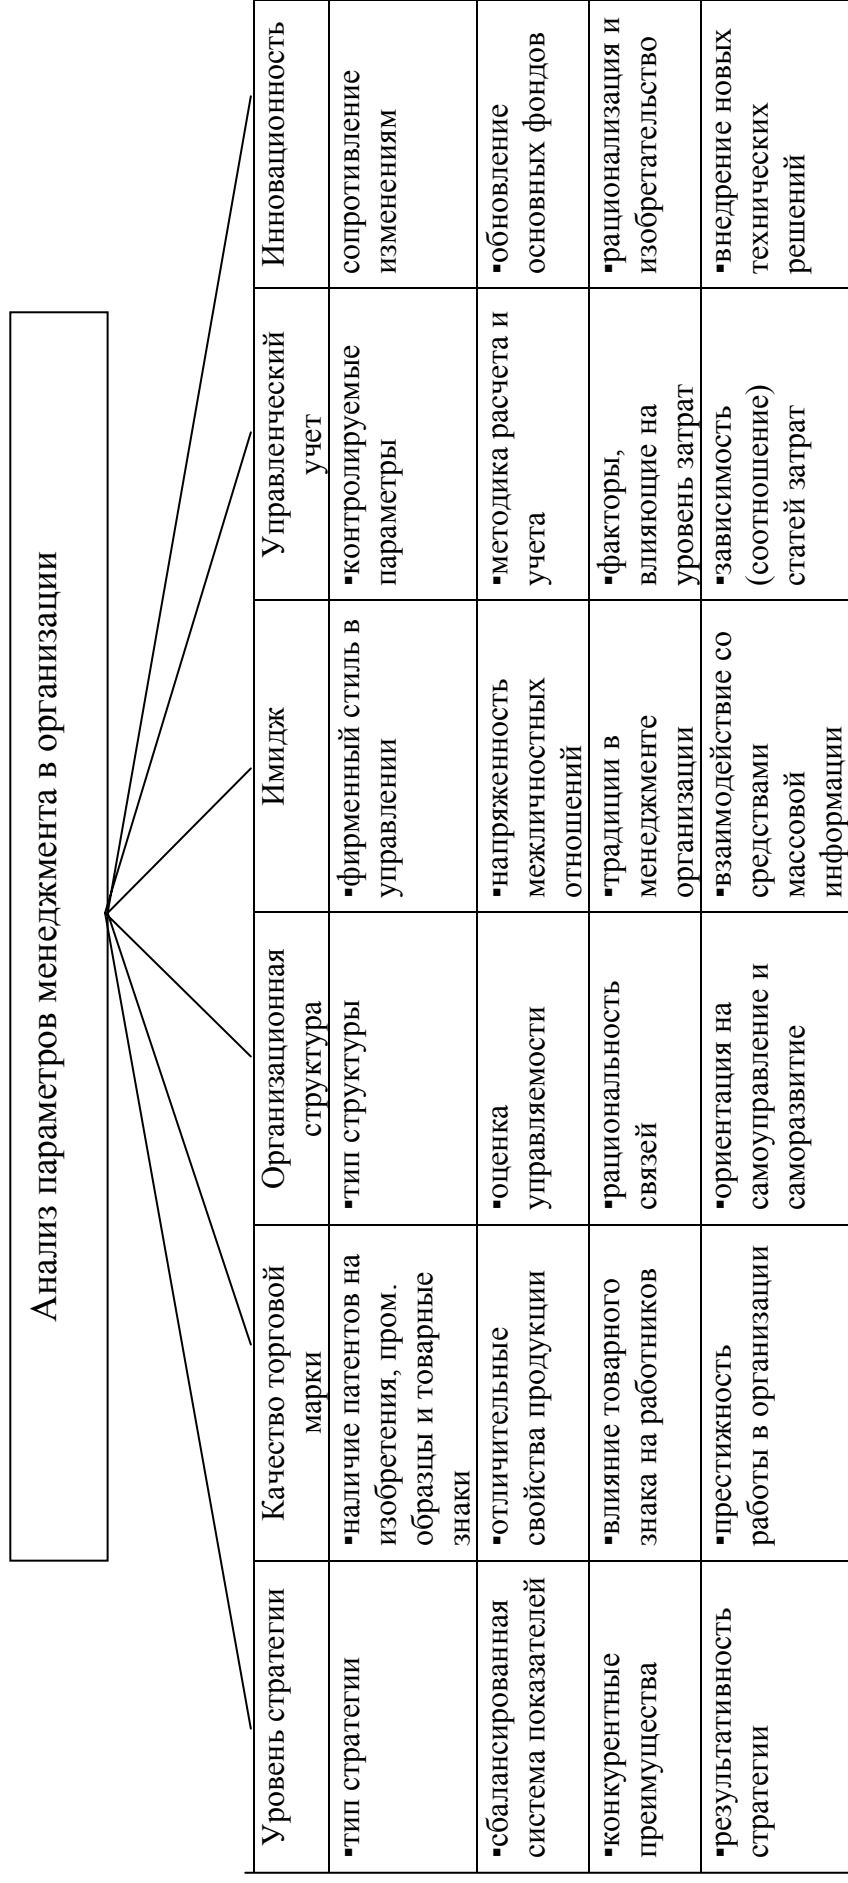 Анализ параметров менеджмента в организации
Уровень стратегии
Качество торговой
марки
Организационная
структура
Имидж
Управленческий
учет
Инновационность
▪тип стратегии
▪наличие патентов на
изобретения, пром.
образцы и товарные
знаки
▪тип структуры
▪фирменный стиль в
управлении
▪контролируемые
параметры
сопротивление
изменениям
▪сбалансированная
система показателей
▪отличительные
свойства продукции
▪оценка
управляемости
▪напряженность
межличностных
отношений
▪методика расчета и
учета
▪обновление
основных фондов
▪конкурентные
преимущества
▪влияние товарного
знака на работников
▪рациональность
связей
▪традиции в
менеджменте
организации
▪факторы,
влияющие на
уровень затрат
▪рационализация и
изобретательство
▪результативность
стратегии
▪престижность
работы в организации
▪ориентация на
самоуправление и
саморазвитие
▪взаимодействие со
средствами
массовой
информации
▪зависимость
(соотношение)
статей затрат
▪внедрение новых
технических
решений